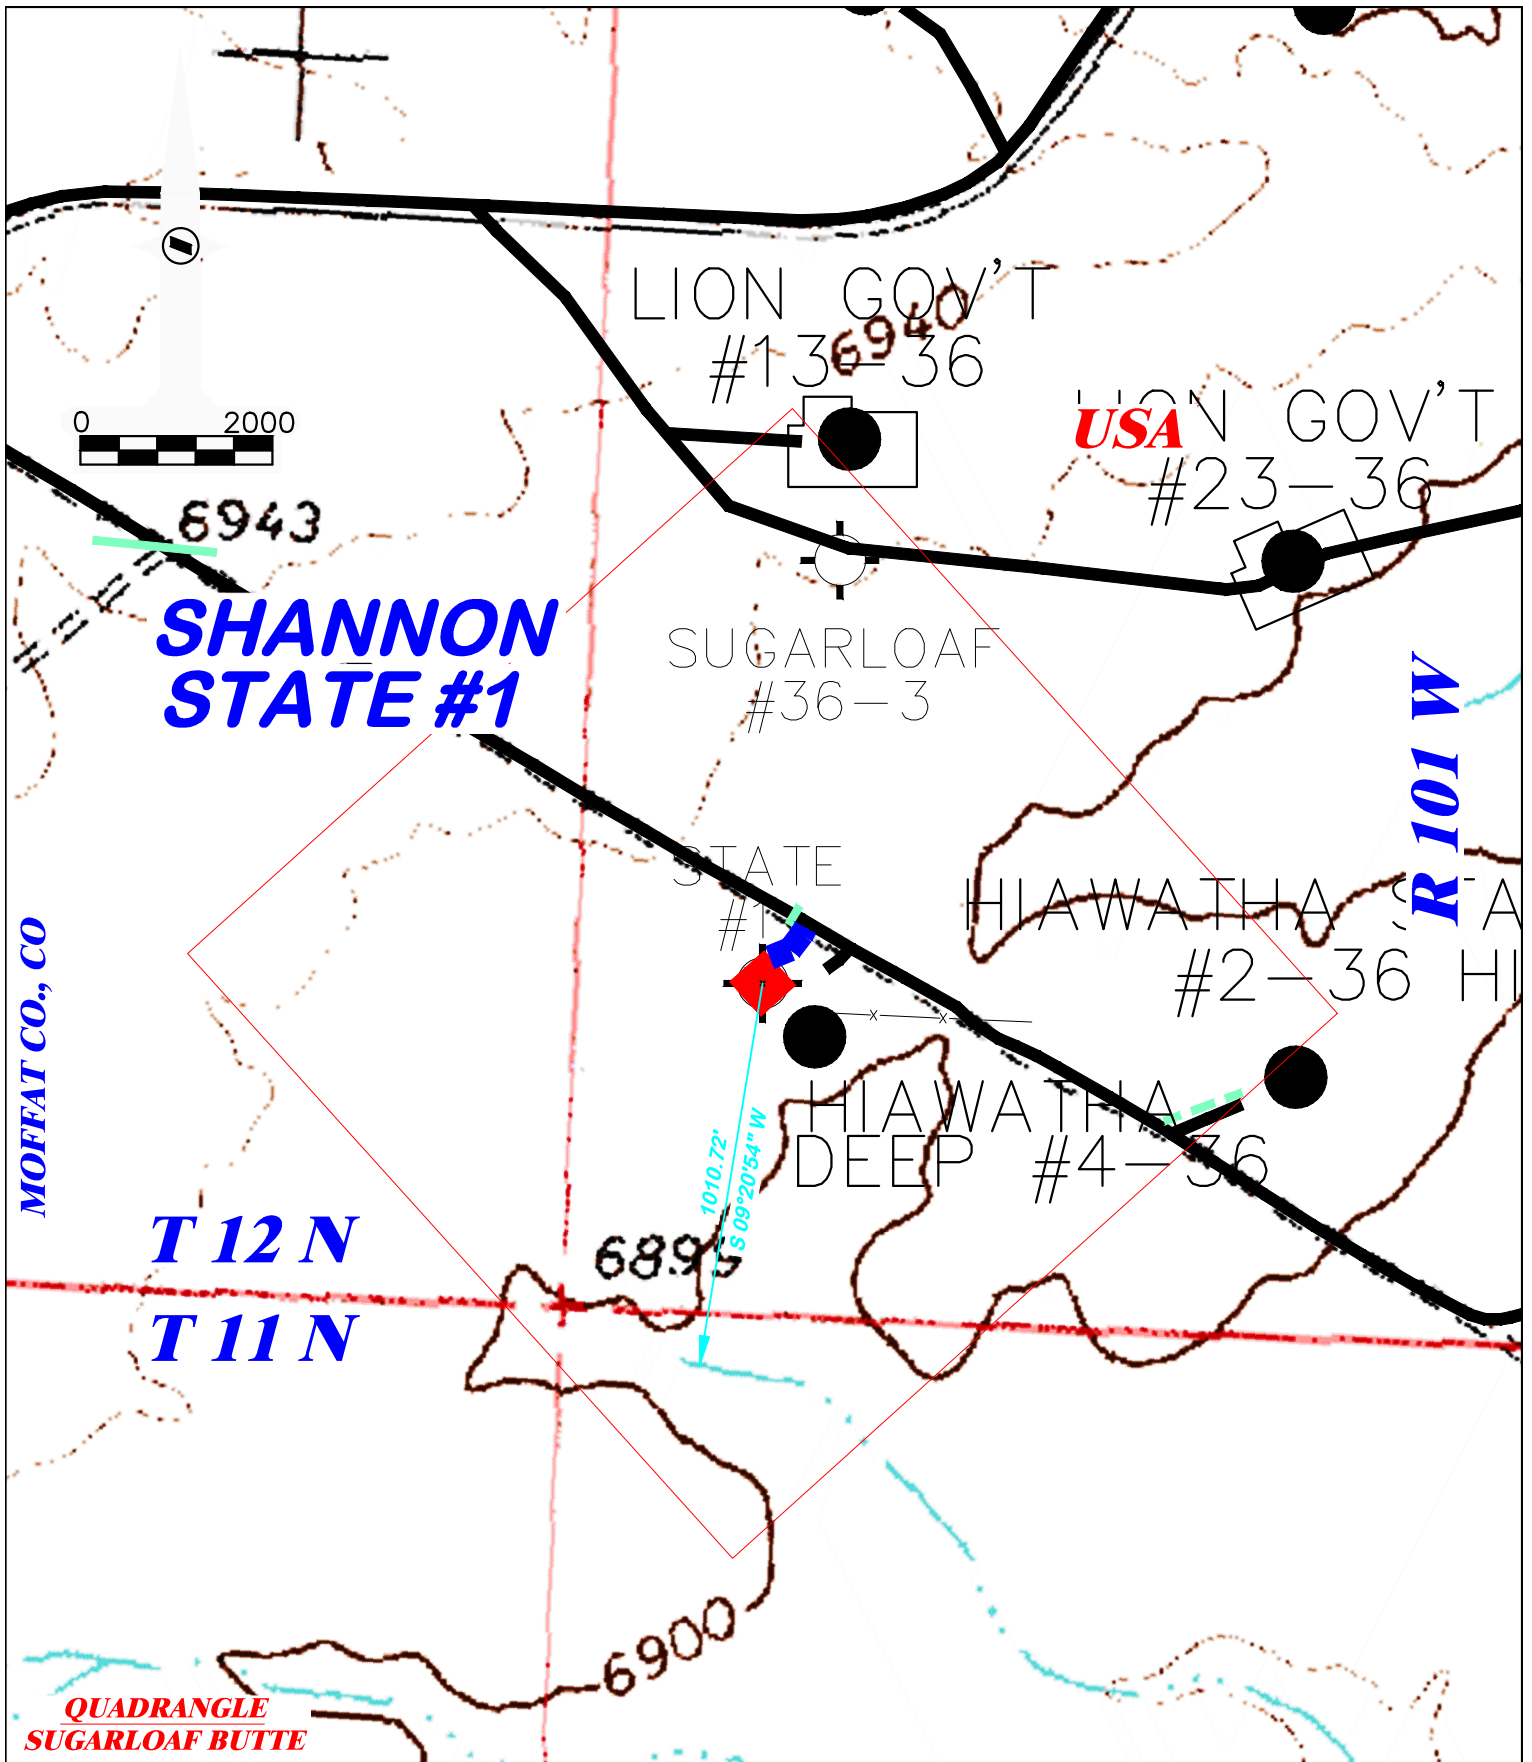 LION GOV'T
#13-36
6940
0 2000
USA
N GOV'T
#23-36
6943
SHANNON
STATE #1
SUGARLOAF
#36-3
R 101 W
STATE
#1
HIAWATHA
#2-36 HI
MOFFAT CO., CO
HIAWATHA
DEEP #4-36
1010.72'
S 09°20'54" W
T 12 N
T 11 N
6900
QUADRANGLE
SUGARLOAF BUTTE